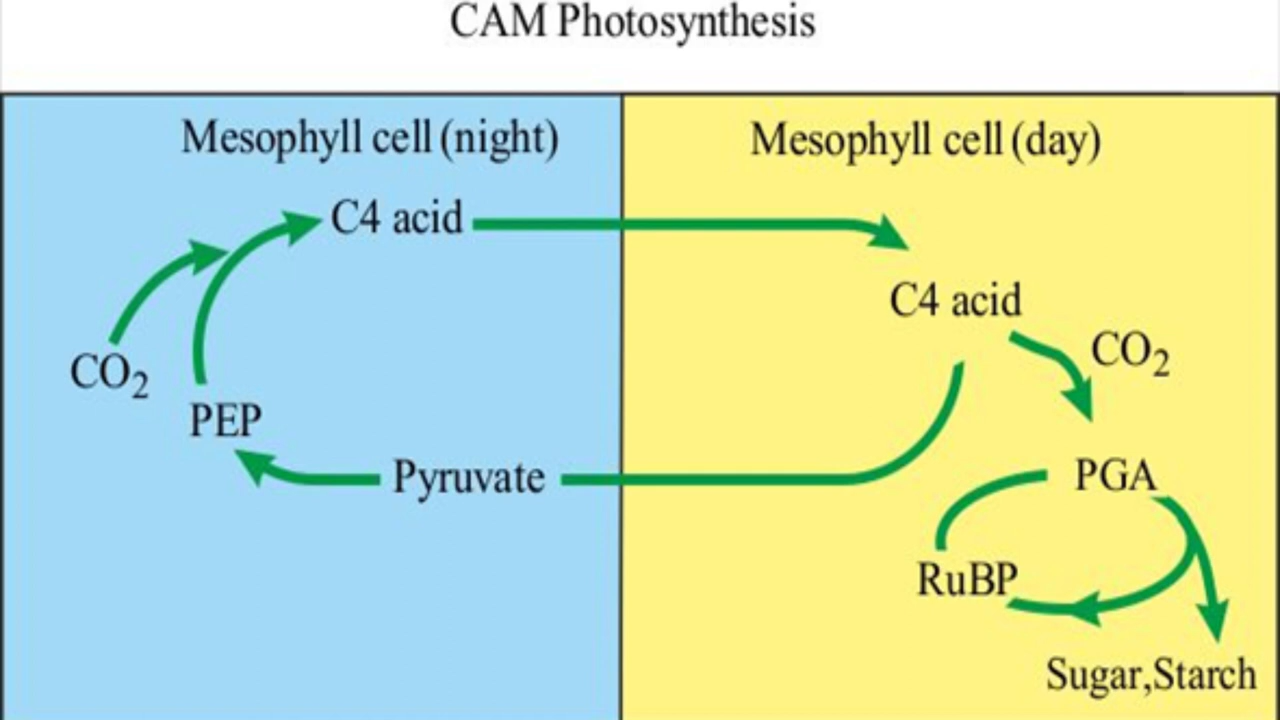 CAM Photosynthesis
Mesophyll cell (night)
Mesophyll cell (day)
C4 acid
C4 acid
CO₂
CO₂
PEP
Pyruvate
PGA
RuBP
Sugar,Starch